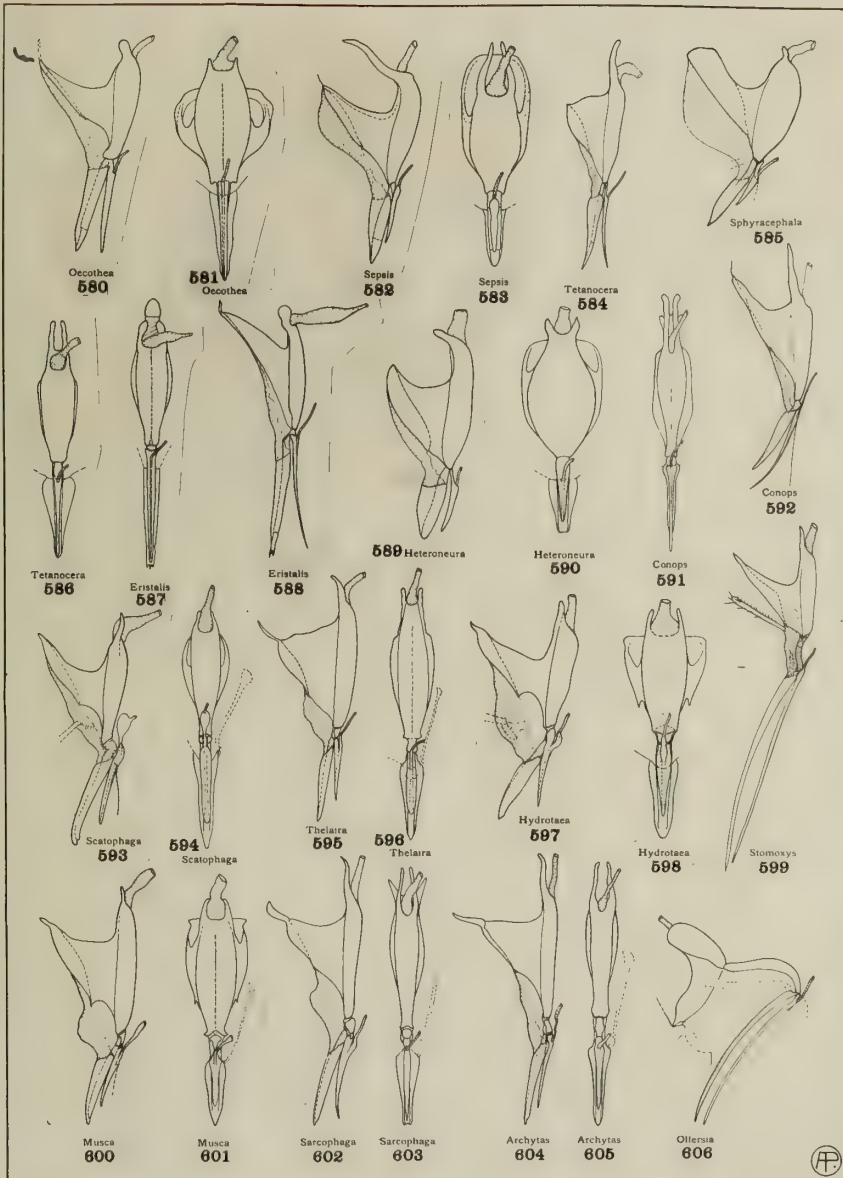 Oecothea
580
581
Oecothea
Sepsis
582
Sepsis
583
Tetanocera
584
Sphyracephala
585
Tetanocera
586
Eristalis
587
Eristalis
588
589 Heteroneura
Heteroneura
590
Conops
591
Conops
592
Scatophaga
593
594
Scatophaga
Thelaira
595
596
Thelaira
Hydrotaea
597
Hydrotaea
598
Stomoxys
599
Musca
600
Musca
601
Sarcophaga
602
Sarcophaga
603
Archytas
604
Archytas
605
Olfersia
606
AP.